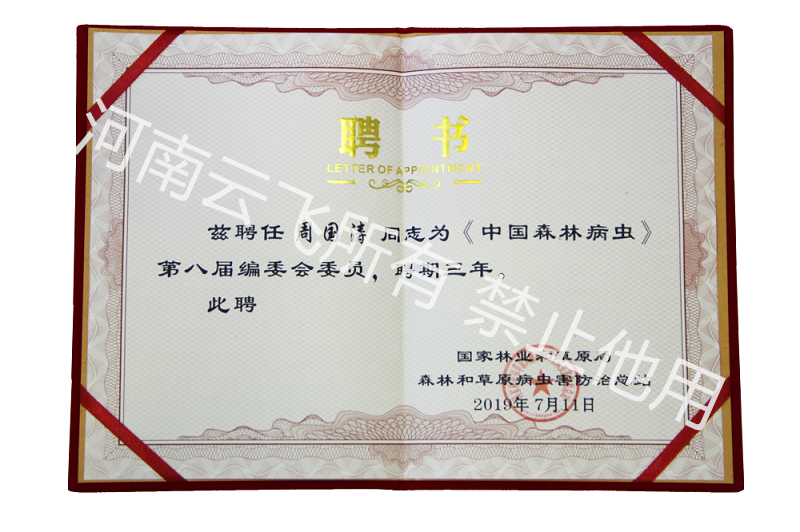 聘 书
LETTER OF APPOINTMENT
兹聘任 周国涛 同志为《中国森林病虫》
第八届编委会委员，聘期三年。
此聘
国家林业和草原局
森林和草原病虫害防治总站
2019年7月11日
河南云飞所有 禁止他用